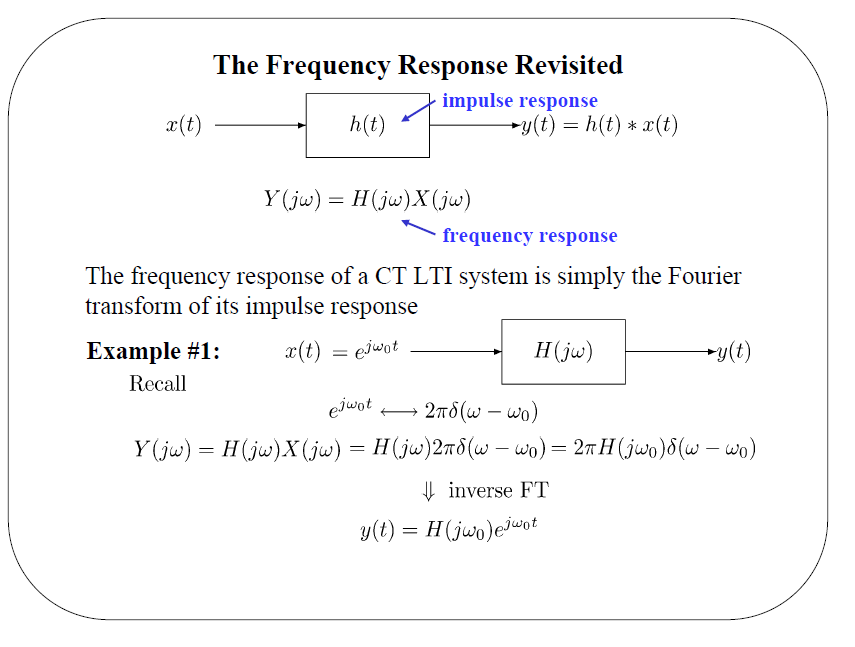 The Frequency Response Revisited
impulse response
x(t) h(t) y(t) = h(t) ∗ x(t)
Y(jω) = H(jω)X(jω)
frequency response
The frequency response of a CT LTI system is simply the Fourier
transform of its impulse response
Example #1: x(t) = e^{jω₀t} H(jω) y(t)
Recall
e^{jω₀t} ⟷ 2πδ(ω − ω₀)
Y(jω) = H(jω)X(jω) = H(jω)2πδ(ω − ω₀) = 2πH(jω₀)δ(ω − ω₀)
⇓ inverse FT
y(t) = H(jω₀)e^{jω₀t}